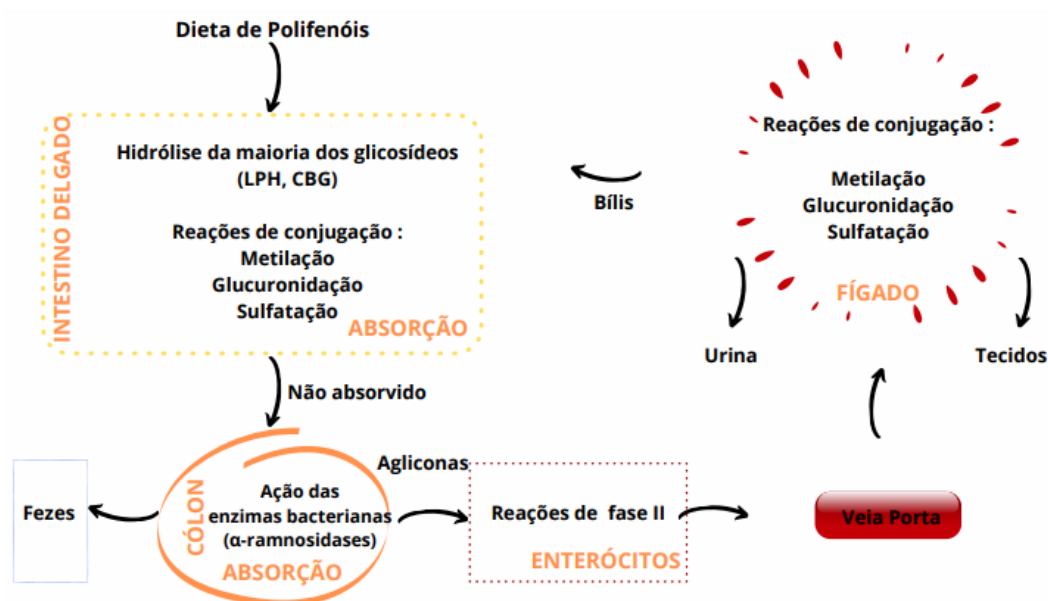 Dieta de Polifenóis
INTESTINO DELGADO
Hidrólise da maioria dos glicosídeos
(LPH, CBG)
Reações de conjugação :
Metilação
Glucuronidação
Sulfatação
ABSORÇÃO
Bílis
Reações de conjugação :
Metilação
Glucuronidação
Sulfatação
FÍGADO
Urina
Tecidos
Não absorvido
Fezes
CÓLON
Ação das
enzimas bacterianas
(α-ramnosidases)
ABSORÇÃO
Agliconas
Reações de fase II
ENTERÓCITOS
Veia Porta